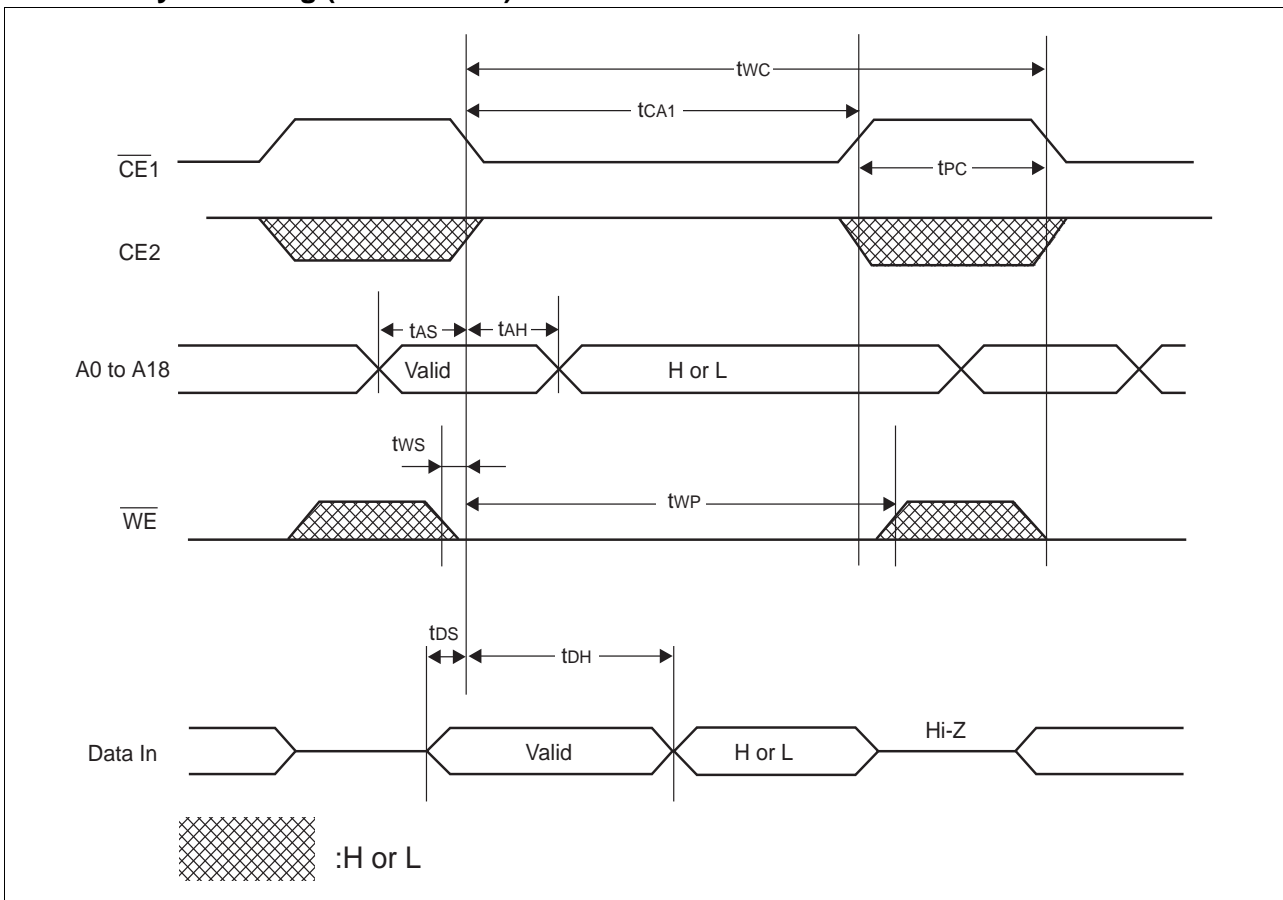 tWC
tCA1
CE1
tPC
CE2
tAS
tAH
A0 to A18
Valid
H or L
tWS
tWP
WE
tDS
tDH
Hi-Z
Data In
Valid
H or L
:H or L